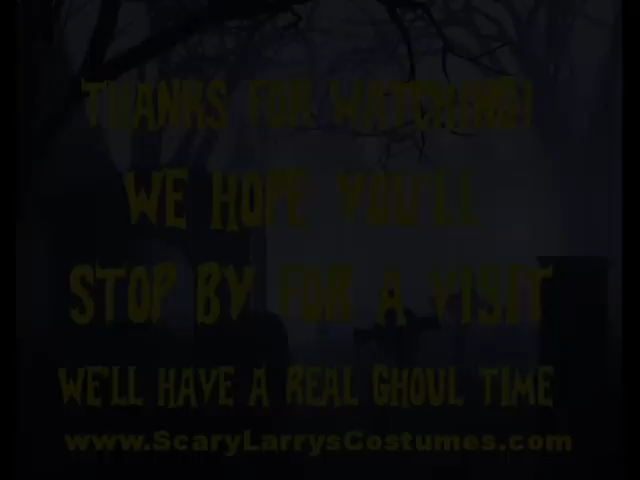 THANKS FOR WATCHING!
WE HOPE YOU'LL
STOP BY FOR A VISIT
WE'LL HAVE A REAL GHOUL TIME
www.ScaryLarrysCostumes.com